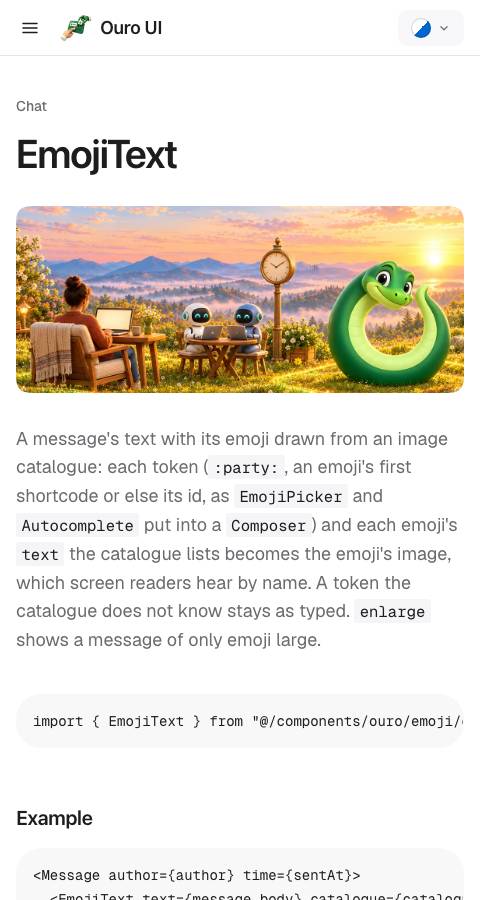 Ouro UI
Chat
EmojiText
A message's text with its emoji drawn from an image
catalogue: each token ( :party: , an emoji's first
shortcode or else its id, as EmojiPicker and
Autocomplete put into a Composer ) and each emoji's
text the catalogue lists becomes the emoji's image,
which screen readers hear by name. A token the
catalogue does not know stays as typed. enlarge
shows a message of only emoji large.
import { EmojiText } from "@/components/ouro/emoji/
Example
<Message author={author} time={sentAt}>
<EmojiText text={message.body} catalogue={catalog